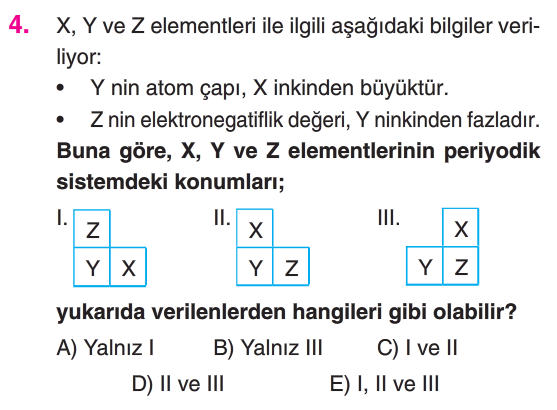 4. X, Y ve Z elementleri ile ilgili aşağıdaki bilgiler veri-
liyor:
• Y nin atom çapı, X inkinden büyüktür.
• Z nin elektronegatiflik değeri, Y ninkinden fazladır.
Buna göre, X, Y ve Z elementlerinin periyodik
sistemdeki konumları;
I. II. III.
Z X X
Y X Y Z Y Z
yukarıda verilenlerden hangileri gibi olabilir?
A) Yalnız I B) Yalnız III C) I ve II
D) II ve III E) I, II ve III